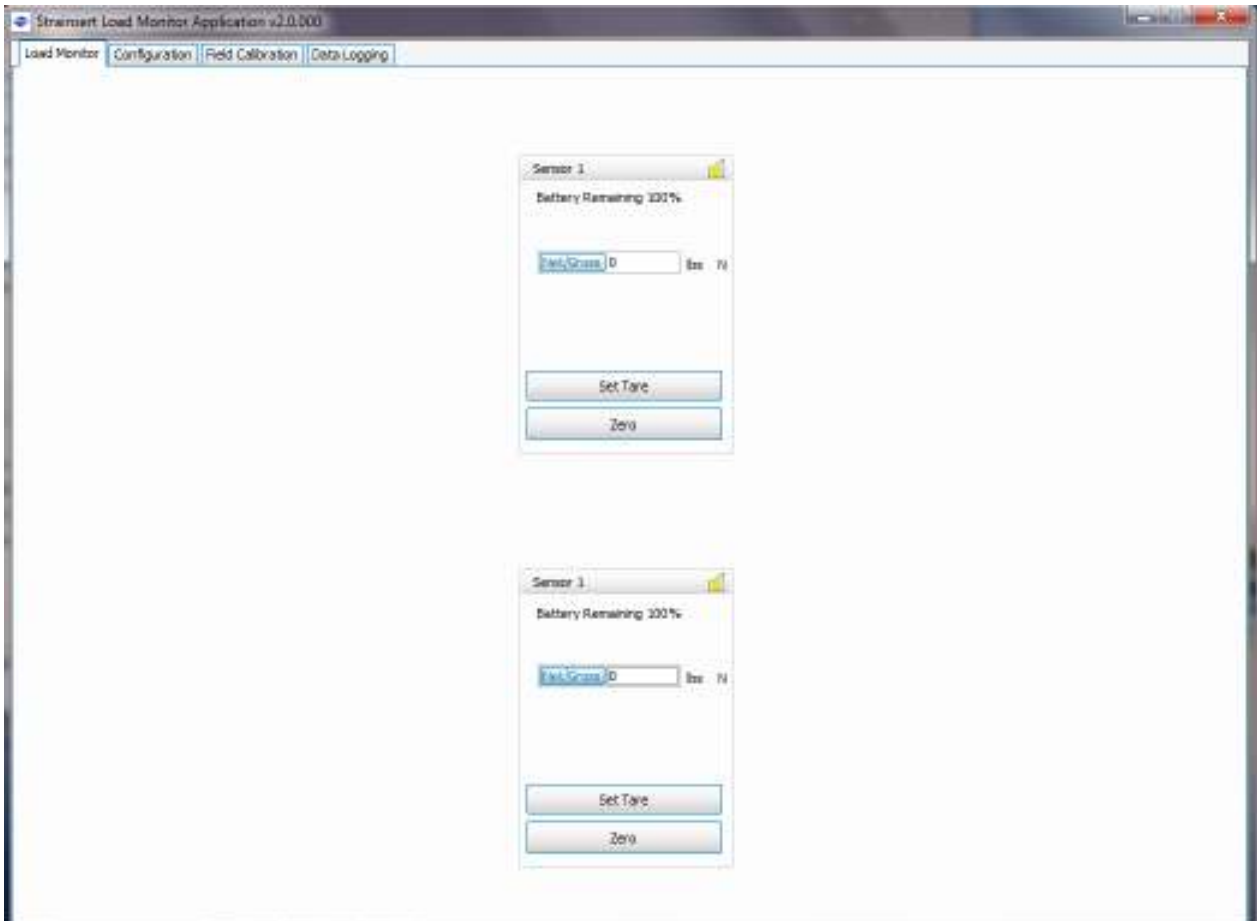 Strainsert Load Monitor Application v2.0.000
Load Monitor Configuration Field Calibration Data Logging
Sensor 1
Battery Remaining 100%
Net/Gross 0 lbs N
Set Tare
Zero
Sensor 1
Battery Remaining 100%
Net/Gross 0 lbs N
Set Tare
Zero